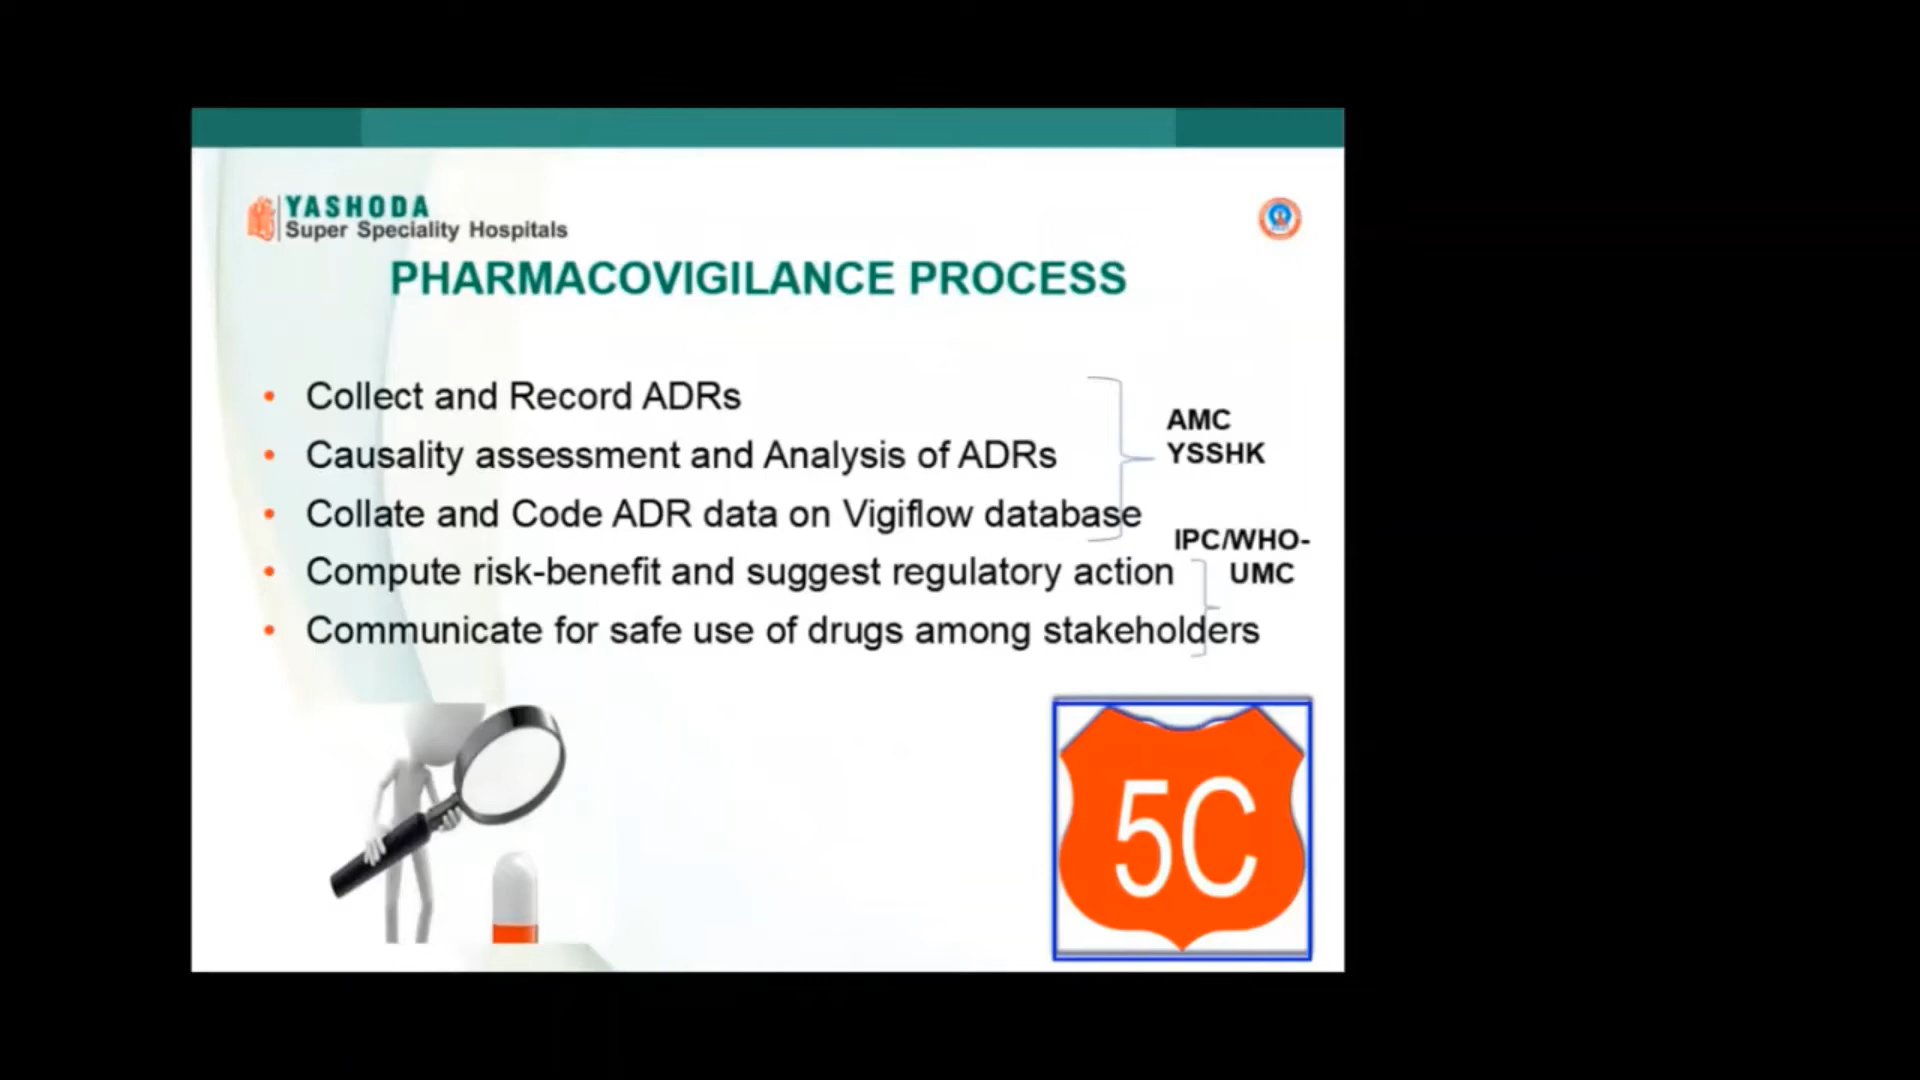 YASHODA
Super Speciality Hospitals
PHARMACOVIGILANCE PROCESS
• Collect and Record ADRs
• Causality assessment and Analysis of ADRs
• Collate and Code ADR data on Vigiflow database
• Compute risk-benefit and suggest regulatory action
• Communicate for safe use of drugs among stakeholders
AMC
YSSHK
IPC/WHO-
UMC
5C